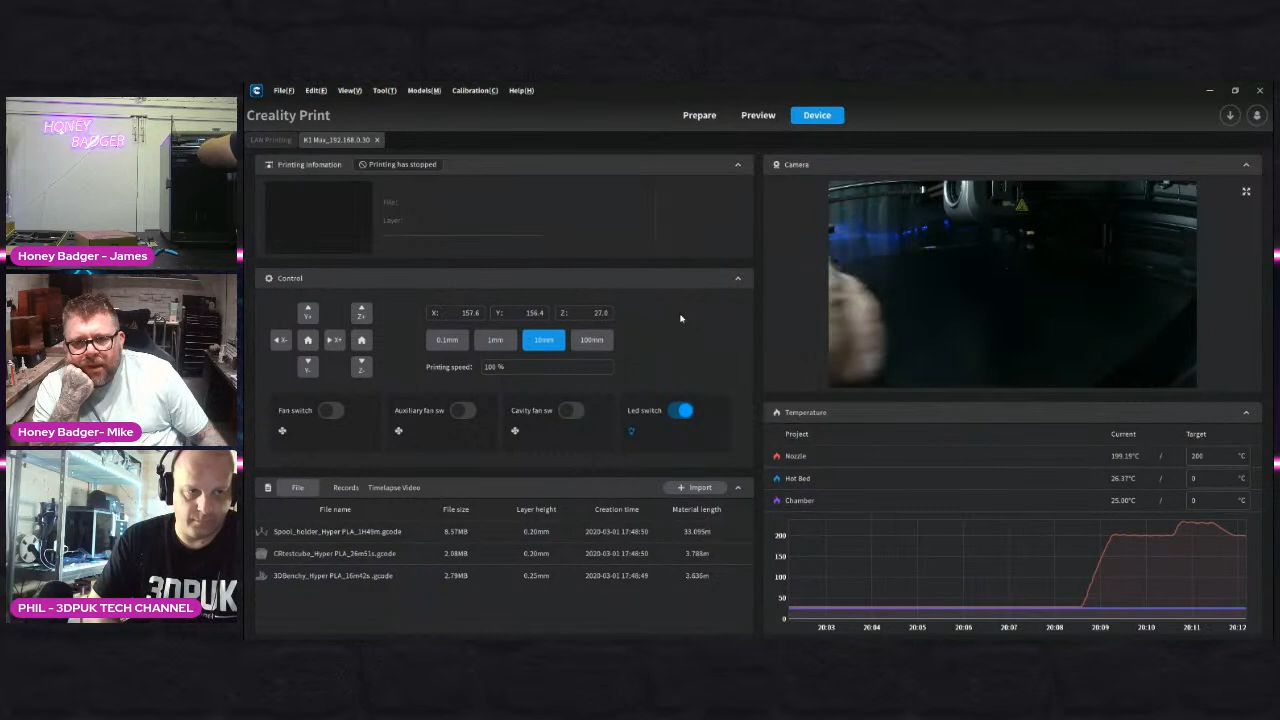 HONEY
BADGER
Honey Badger - James
Honey Badger- Mike
3DPUK
PHIL - 3DPUK TECH CHANNEL
File(F) Edit(E) View(V) Tool(T) Models(M) Calibration(C) Help(H)
Creality Print
Prepare Preview Device
LAN Printing K1 Max_192.168.0.30 ×
Printing Infomation Printing has stopped
File:
Layer:
Control
Y+ Z+
X- X+
Y- Z-
X: 157.6 Y: 156.4 Z: 27.0
0.1mm 1mm 10mm 100mm
Printing speed: 100 %
Fan switch Auxiliary fan sw Cavity fan sw Led switch
File Records Timelapse Video + Import
File name File size Layer height Creation time Material length
Spool_holder_Hyper PLA_1H49m.gcode 8.57MB 0.20mm 2020-03-01 17:48:50 33.095m
CRtestcube_Hyper PLA_26m51s.gcode 2.08MB 0.20mm 2020-03-01 17:48:50 3.788m
3DBenchy_Hyper PLA_16m42s .gcode 2.79MB 0.25mm 2020-03-01 17:48:49 3.636m
Camera
Temperature
Project Current Target
Nozzle 199.19°C / 200 °C
Hot Bed 26.37°C / 0 °C
Chamber 25.00°C / 0 °C
200
150
100
50
0
20:03 20:04 20:05 20:06 20:07 20:08 20:09 20:10 20:11 20:12